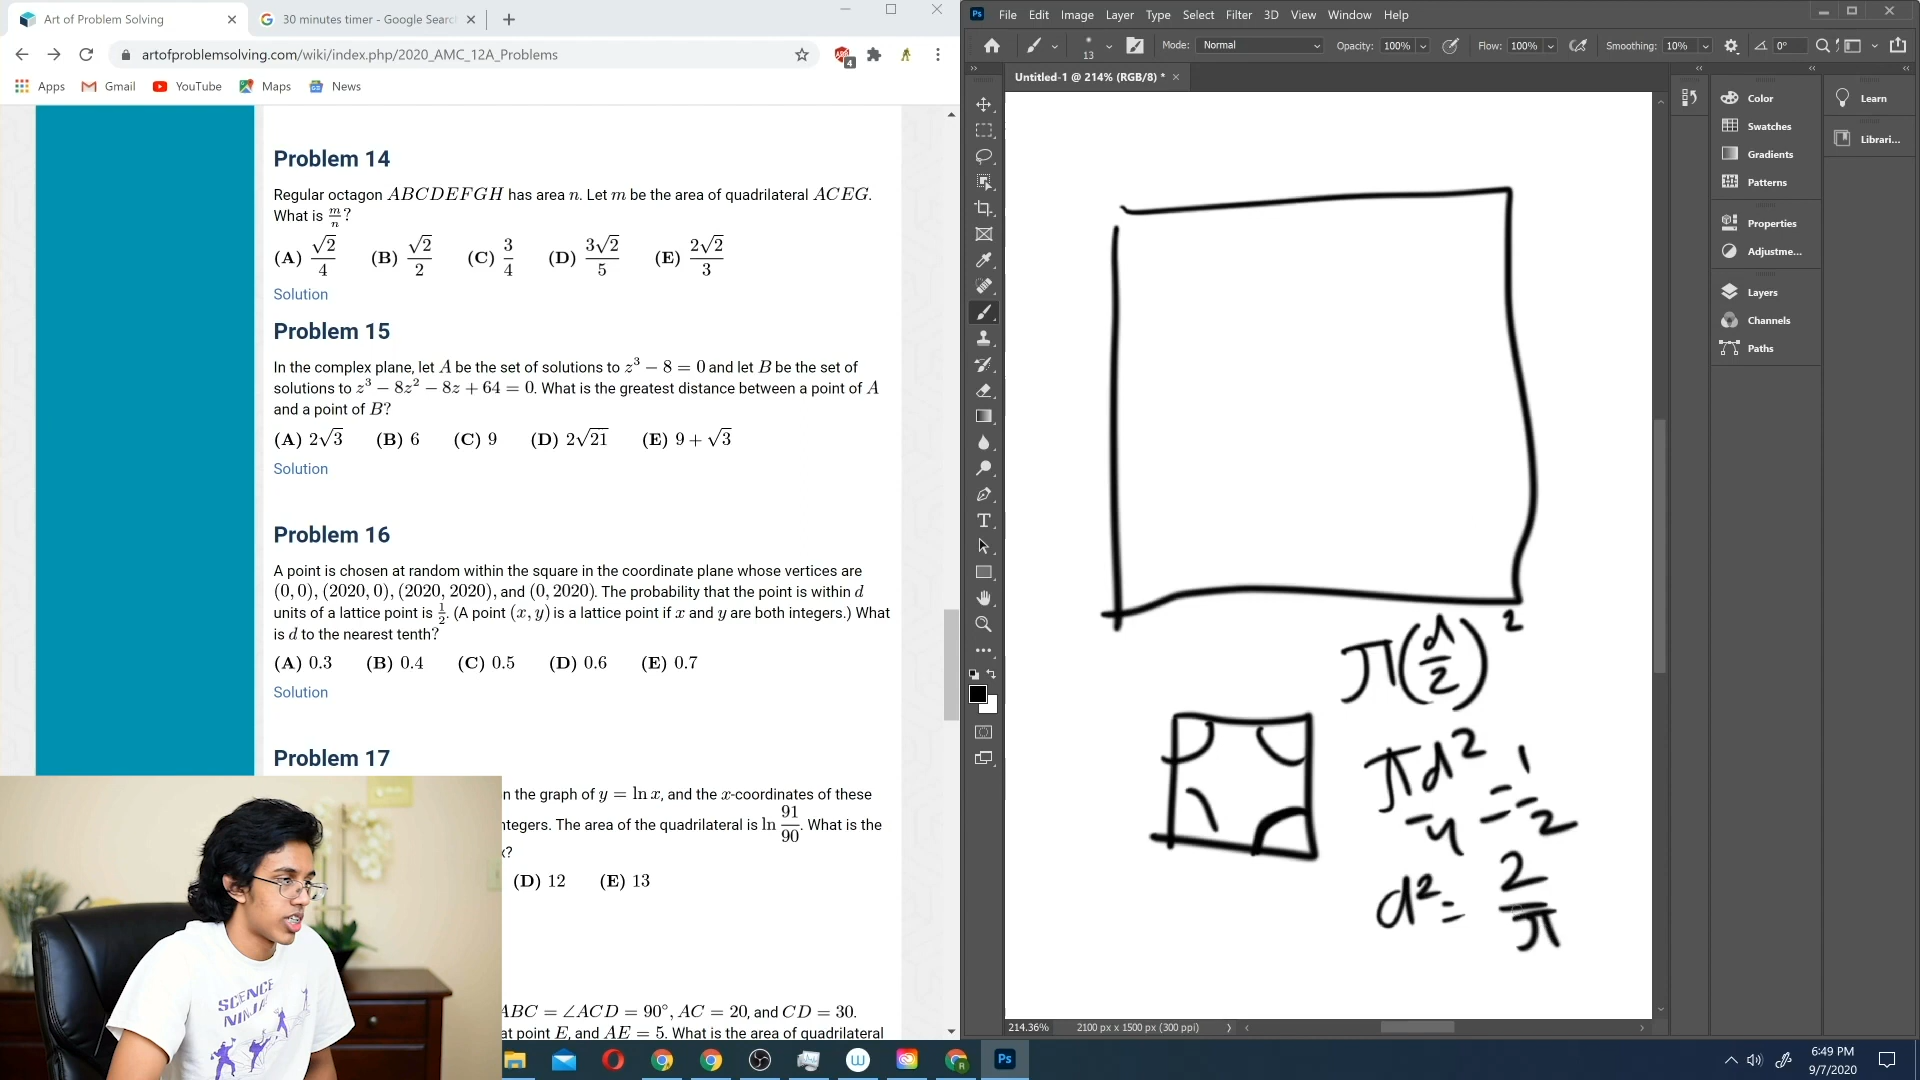 Art of Problem Solving
30 minutes timer - Google Searc
artofproblemsolving.com/wiki/index.php/2020_AMC_12A_Problems
4
Apps Gmail YouTube Maps News
Problem 14
Regular octagon ABCDEFGH has area n. Let m be the area of quadrilateral ACEG.
What is m/n?
(A) √2/4 (B) √2/2 (C) 3/4 (D) 3√2/5 (E) 2√2/3
Solution
Problem 15
In the complex plane, let A be the set of solutions to z³ − 8 = 0 and let B be the set of
solutions to z³ − 8z² − 8z + 64 = 0. What is the greatest distance between a point of A
and a point of B?
(A) 2√3 (B) 6 (C) 9 (D) 2√21 (E) 9 + √3
Solution
Problem 16
A point is chosen at random within the square in the coordinate plane whose vertices are
(0, 0), (2020, 0), (2020, 2020), and (0, 2020). The probability that the point is within d
units of a lattice point is 1/2. (A point (x, y) is a lattice point if x and y are both integers.) What
is d to the nearest tenth?
(A) 0.3 (B) 0.4 (C) 0.5 (D) 0.6 (E) 0.7
Solution
Problem 17
n the graph of y = ln x, and the x-coordinates of these
ntegers. The area of the quadrilateral is ln 91/90. What is the
x?
(D) 12 (E) 13
ABC = ∠ACD = 90°, AC = 20, and CD = 30.
at point E, and AE = 5. What is the area of quadrilateral
SCENCE
NINJA
Ps File Edit Image Layer Type Select Filter 3D View Window Help
13 Mode: Normal Opacity: 100% Flow: 100% Smoothing: 10% 0°
Untitled-1 @ 214% (RGB/8) *
Color
Swatches
Gradients
Patterns
Properties
Adjustme...
Layers
Channels
Paths
Learn
Librari...
π(d/2)²
πd²/4 = 1/2
d² = 2/π
214.36% 2100 px x 1500 px (300 ppi)
Ps
6:49 PM
9/7/2020